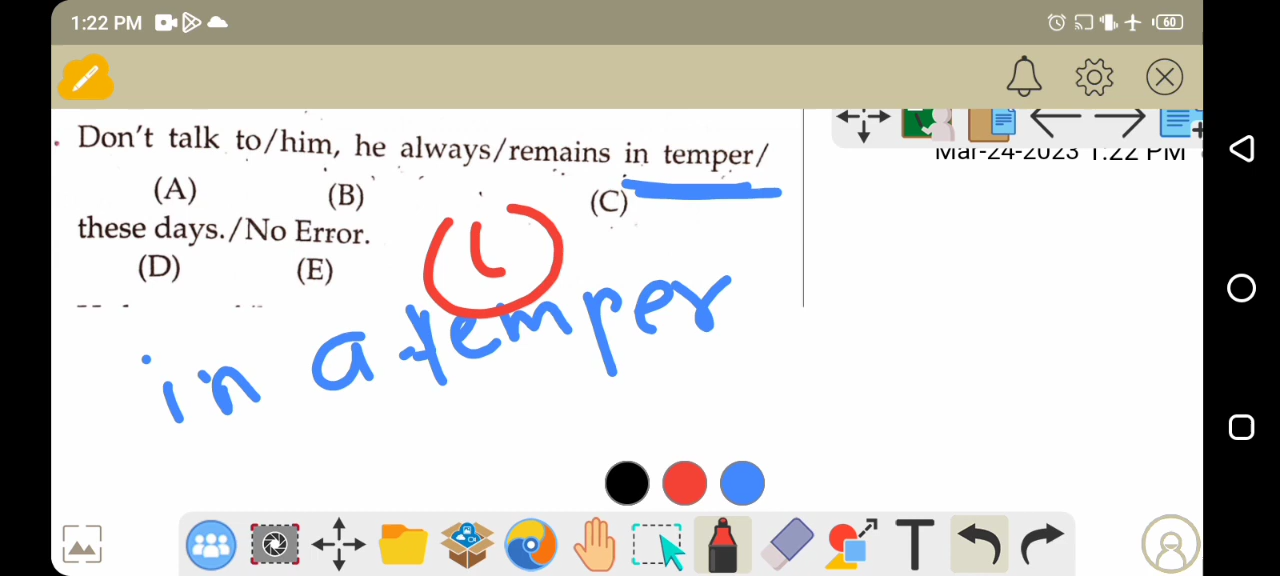 1:22 PM
60
Don't talk to/him, he always/remains in temper/
(A) (B) (C)
these days./No Error.
(D) (E)
in a temper
Mar-24-2023 1:22 PM
T